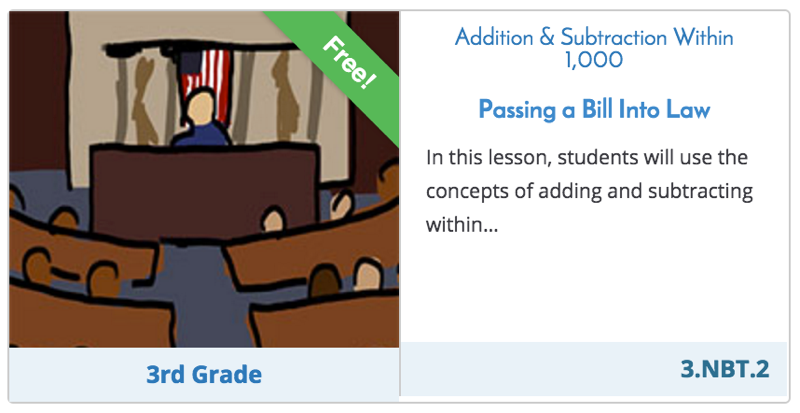 Free!
3rd Grade
Addition & Subtraction Within
1,000
Passing a Bill Into Law
In this lesson, students will use the
concepts of adding and subtracting
within...
3.NBT.2